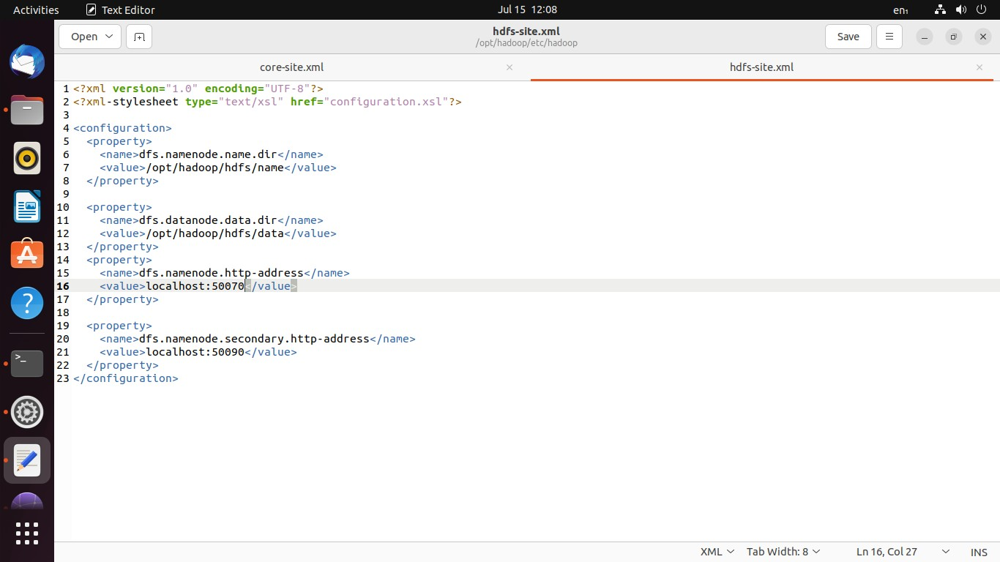 Activities Text Editor Jul 15 12:08 en₁
Open hdfs-site.xml Save
/opt/hadoop/etc/hadoop
core-site.xml hdfs-site.xml
1 <?xml version="1.0" encoding="UTF-8"?>
2 <?xml-stylesheet type="text/xsl" href="configuration.xsl"?>
3
4 <configuration>
5   <property>
6     <name>dfs.namenode.name.dir</name>
7     <value>/opt/hadoop/hdfs/name</value>
8   </property>
9
10   <property>
11     <name>dfs.datanode.data.dir</name>
12     <value>/opt/hadoop/hdfs/data</value>
13   </property>
14   <property>
15     <name>dfs.namenode.http-address</name>
16     <value>localhost:50070</value>
17   </property>
18
19   <property>
20     <name>dfs.namenode.secondary.http-address</name>
21     <value>localhost:50090</value>
22   </property>
23 </configuration>
XML Tab Width: 8 Ln 16, Col 27 INS